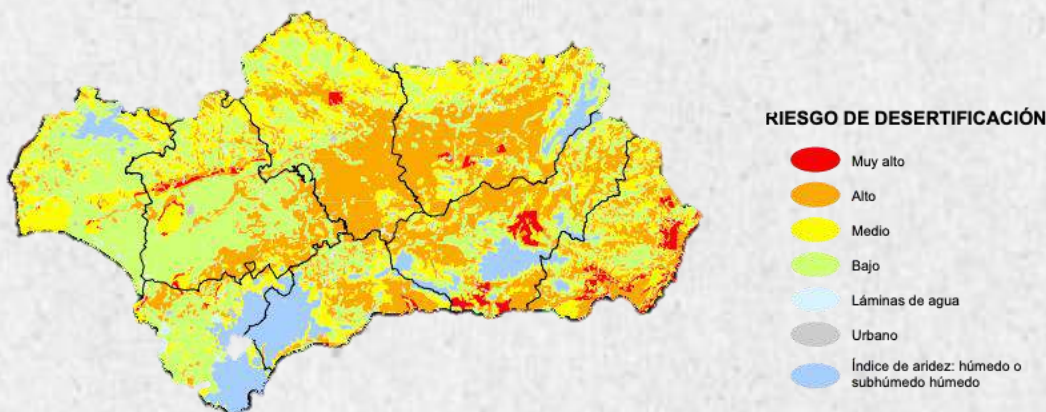 RIESGO DE DESERTIFICACIÓN
Muy alto
Alto
Medio
Bajo
Láminas de agua
Urbano
Índice de aridez: húmedo o
subhúmedo húmedo